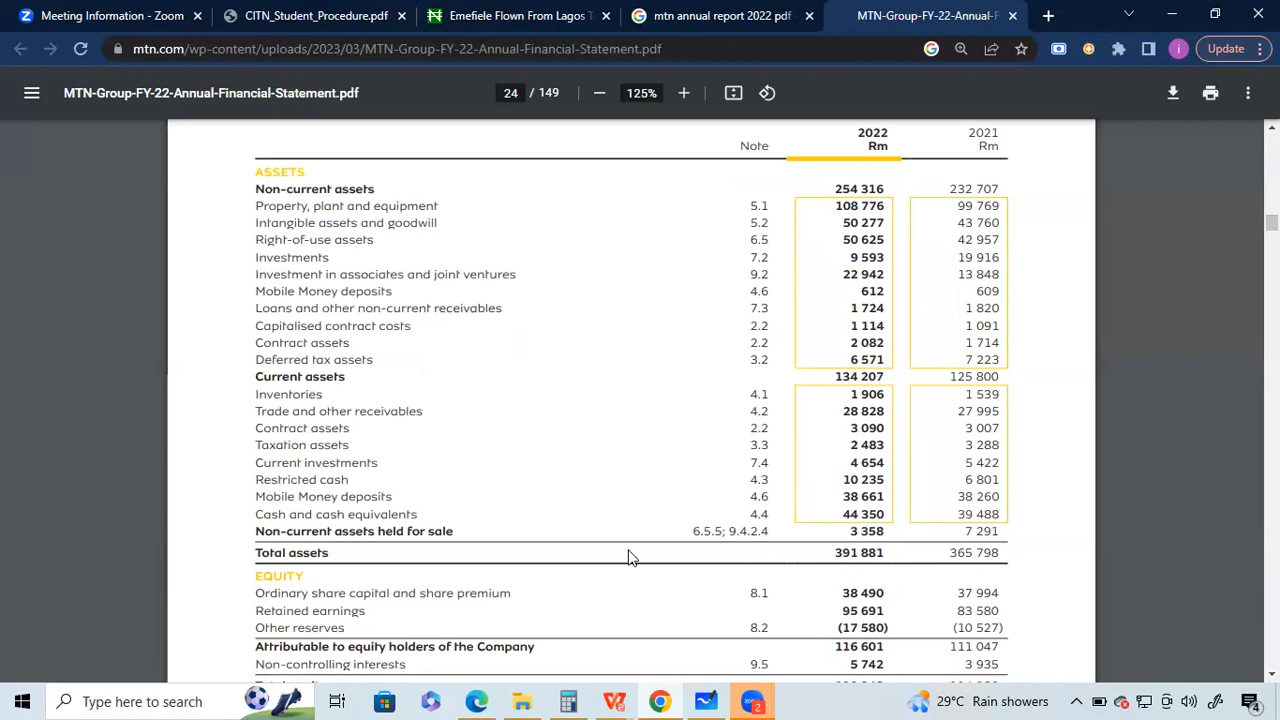 Meeting Information - Zoom
CITN_Student_Procedure.pdf
Emefiele Flown From Lagos T
mtn annual report 2022 pdf
MTN-Group-FY-22-Annual-F
mtn.com/wp-content/uploads/2023/03/MTN-Group-FY-22-Annual-Financial-Statement.pdf
Update
MTN-Group-FY-22-Annual-Financial-Statement.pdf
24 / 149
125%
2022 2021
Note Rm Rm
ASSETS
Non-current assets 254 316 232 707
Property, plant and equipment 5.1 108 776 99 769
Intangible assets and goodwill 5.2 50 277 43 760
Right-of-use assets 6.5 50 625 42 957
Investments 7.2 9 593 19 916
Investment in associates and joint ventures 9.2 22 942 13 848
Mobile Money deposits 4.6 612 609
Loans and other non-current receivables 7.3 1 724 1 820
Capitalised contract costs 2.2 1 114 1 091
Contract assets 2.2 2 082 1 714
Deferred tax assets 3.2 6 571 7 223
Current assets 134 207 125 800
Inventories 4.1 1 906 1 539
Trade and other receivables 4.2 28 828 27 995
Contract assets 2.2 3 090 3 007
Taxation assets 3.3 2 483 3 288
Current investments 7.4 4 654 5 422
Restricted cash 4.3 10 235 6 801
Mobile Money deposits 4.6 38 661 38 260
Cash and cash equivalents 4.4 44 350 39 488
Non-current assets held for sale 6.5.5; 9.4.2.4 3 358 7 291
Total assets 391 881 365 798
EQUITY
Ordinary share capital and share premium 8.1 38 490 37 994
Retained earnings 95 691 83 580
Other reserves 8.2 (17 580) (10 527)
Attributable to equity holders of the Company 116 601 111 047
Non-controlling interests 9.5 5 742 3 935
Type here to search
29°C Rain showers